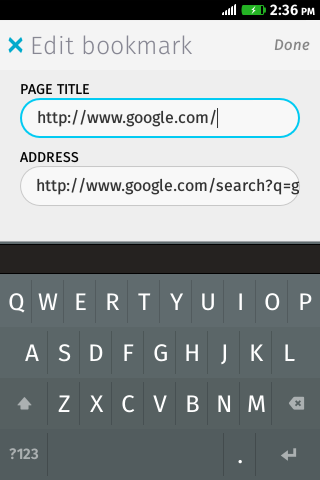 2:36 PM
Edit bookmark Done
PAGE TITLE
http://www.google.com/
ADDRESS
http://www.google.com/search?q=g
Q W E R T Y U I O P
A S D F G H J K L
Z X C V B N M
?123 .